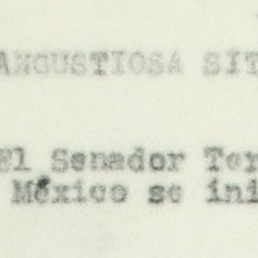 ANGUSTIOSA SIT
El Senador Ter
México se ini